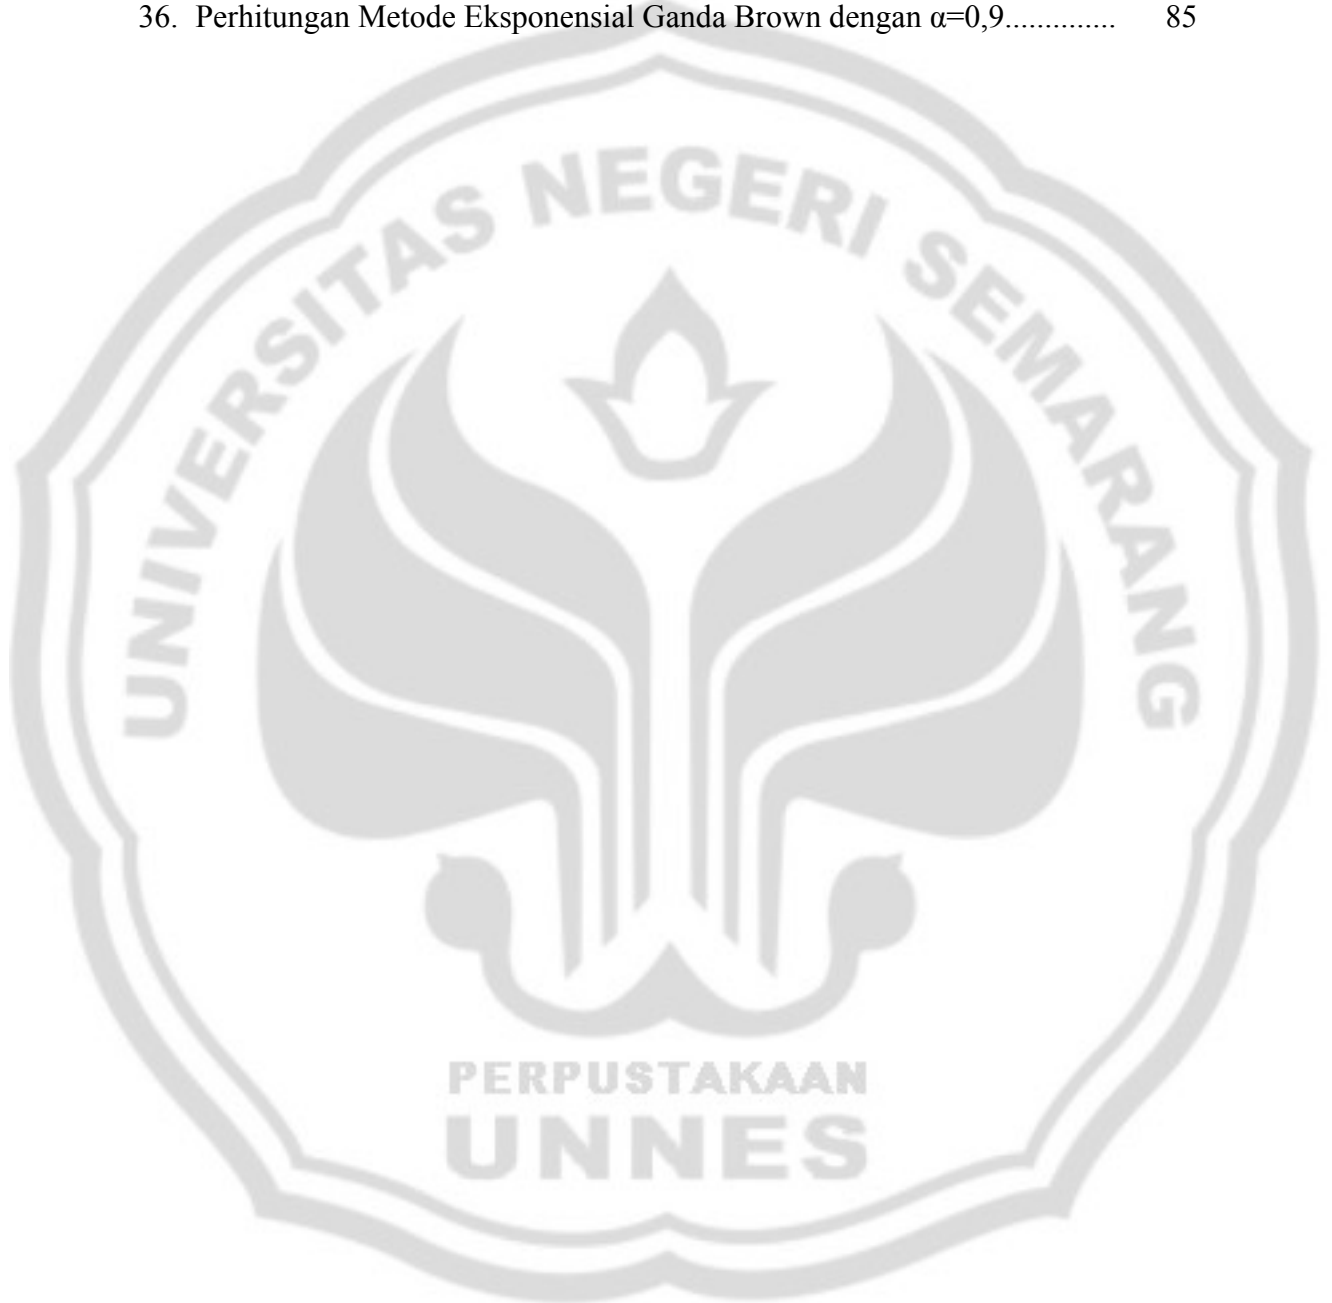 36. Perhitungan Metode Eksponensial Ganda Brown dengan α=0,9.............. 85
UNIVERSITAS NEGERI SEMARANG
PERPUSTAKAAN
UNNES